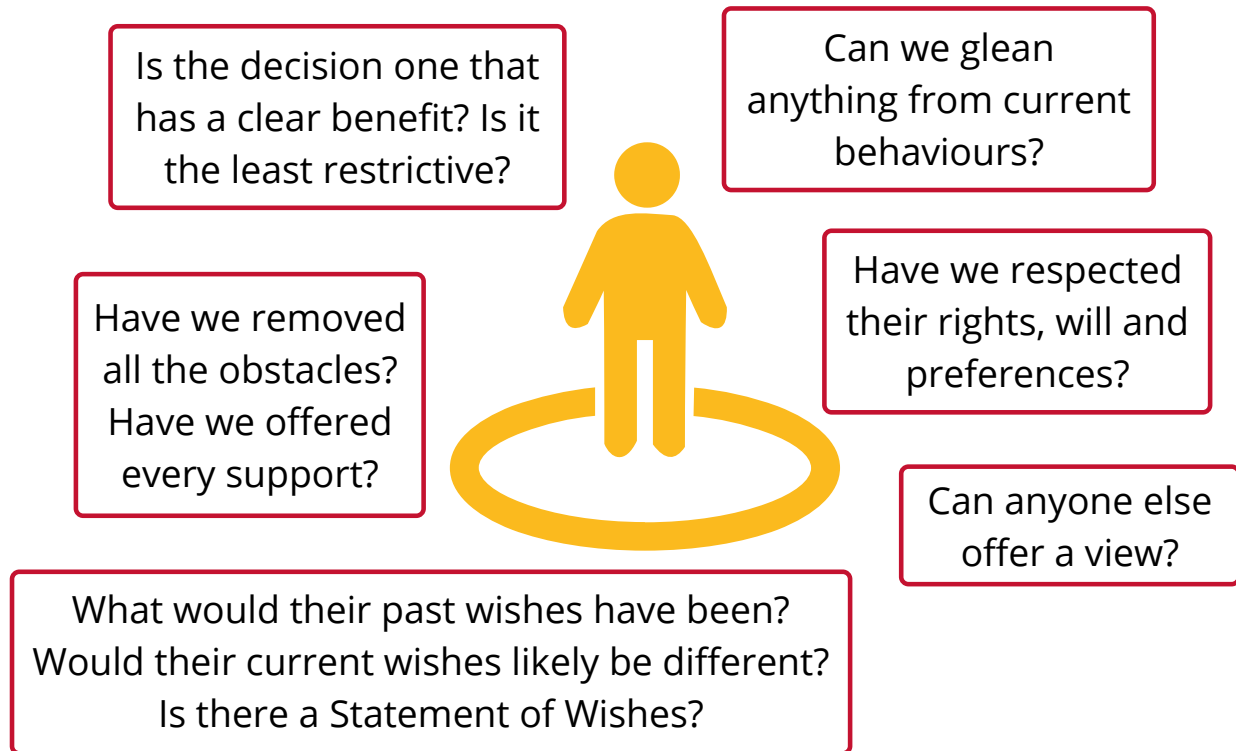 Is the decision one that
has a clear benefit? Is it
the least restrictive?
Can we glean
anything from current
behaviours?
Have we removed
all the obstacles?
Have we offered
every support?
Have we respected
their rights, will and
preferences?
Can anyone else
offer a view?
What would their past wishes have been?
Would their current wishes likely be different?
Is there a Statement of Wishes?